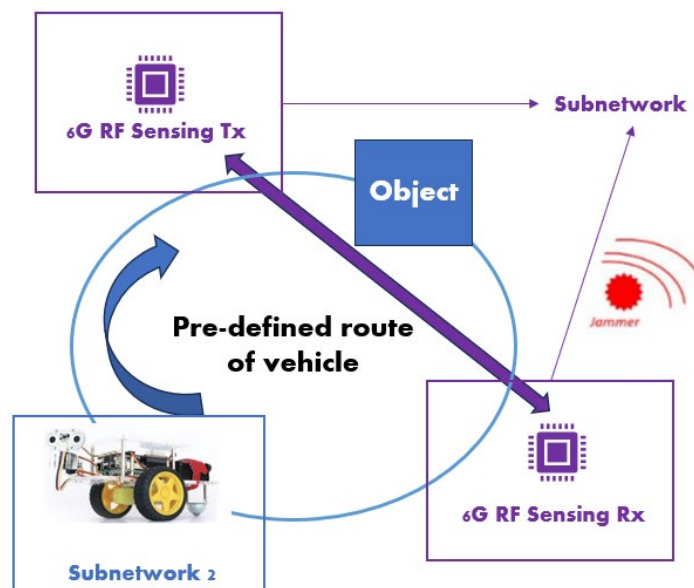 6G RF Sensing Tx
Subnetwork
Object
Jammer
Pre-defined route
of vehicle
6G RF Sensing Rx
Subnetwork 2